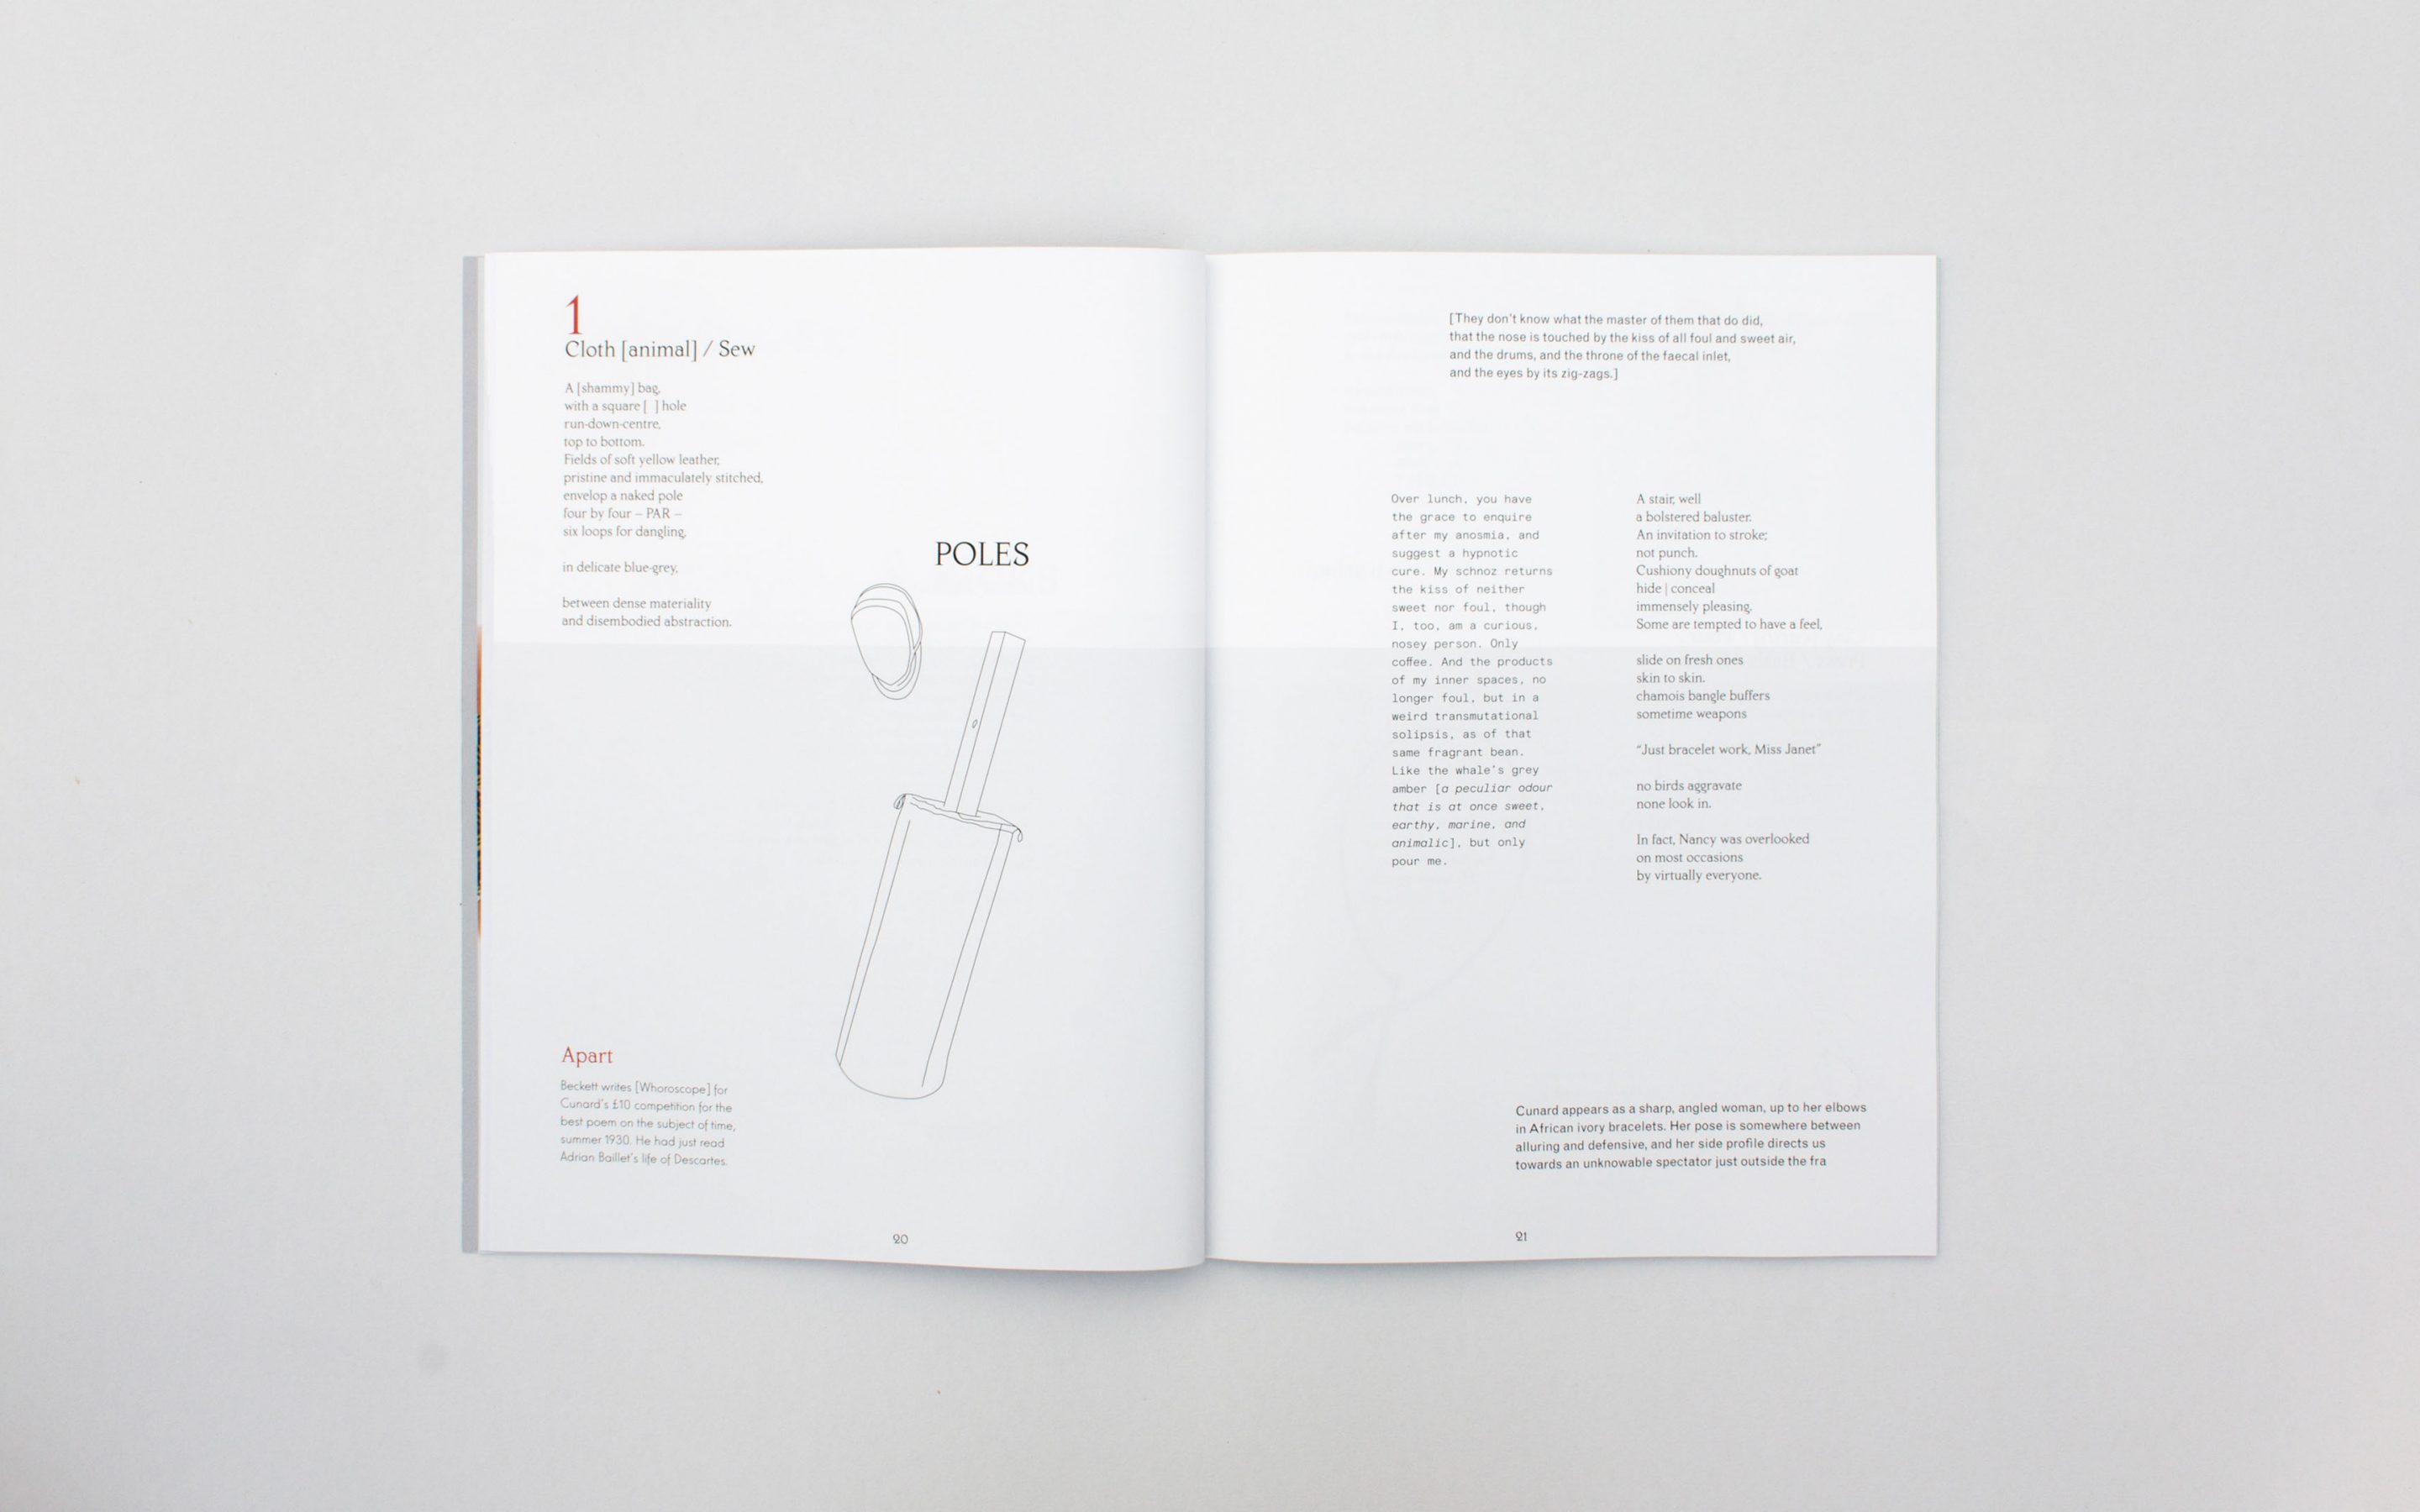 1
Cloth [animal] / Sew
A [shammy] bag,
with a square [ ] hole
run-down-centre,
top to bottom.
Fields of soft yellow leather,
pristine and immaculately stitched,
envelop a naked pole
four by four – PAR –
six loops for dangling,
in delicate blue-grey,
between dense materiality
and disembodied abstraction.
POLES
Apart
Beckett writes [Whoroscope] for
Cunard's £10 competition for the
best poem on the subject of time,
summer 1930. He had just read
Adrian Baillet's life of Descartes.
20
[They don't know what the master of them that do did,
that the nose is touched by the kiss of all foul and sweet air,
and the drums, and the throne of the faecal inlet,
and the eyes by its zig-zags.]
Over lunch, you have
the grace to enquire
after my anosmia, and
suggest a hypnotic
cure. My schnoz returns
the kiss of neither
sweet nor foul, though
I, too, am a curious,
nosey person. Only
coffee. And the products
of my inner spaces, no
longer foul, but in a
weird transmutational
solipsis, as of that
same fragrant bean.
Like the whale's grey
amber [a peculiar odour
that is at once sweet,
earthy, marine, and
animalic], but only
pour me.
A stair, well
a bolstered baluster.
An invitation to stroke;
not punch.
Cushiony doughnuts of goat
hide | conceal
immensely pleasing.
Some are tempted to have a feel,
slide on fresh ones
skin to skin.
chamois bangle buffers
sometime weapons
“Just bracelet work, Miss Janet”
no birds aggravate
none look in.
In fact, Nancy was overlooked
on most occasions
by virtually everyone.
Cunard appears as a sharp, angled woman, up to her elbows
in African ivory bracelets. Her pose is somewhere between
alluring and defensive, and her side profile directs us
towards an unknowable spectator just outside the fra
21